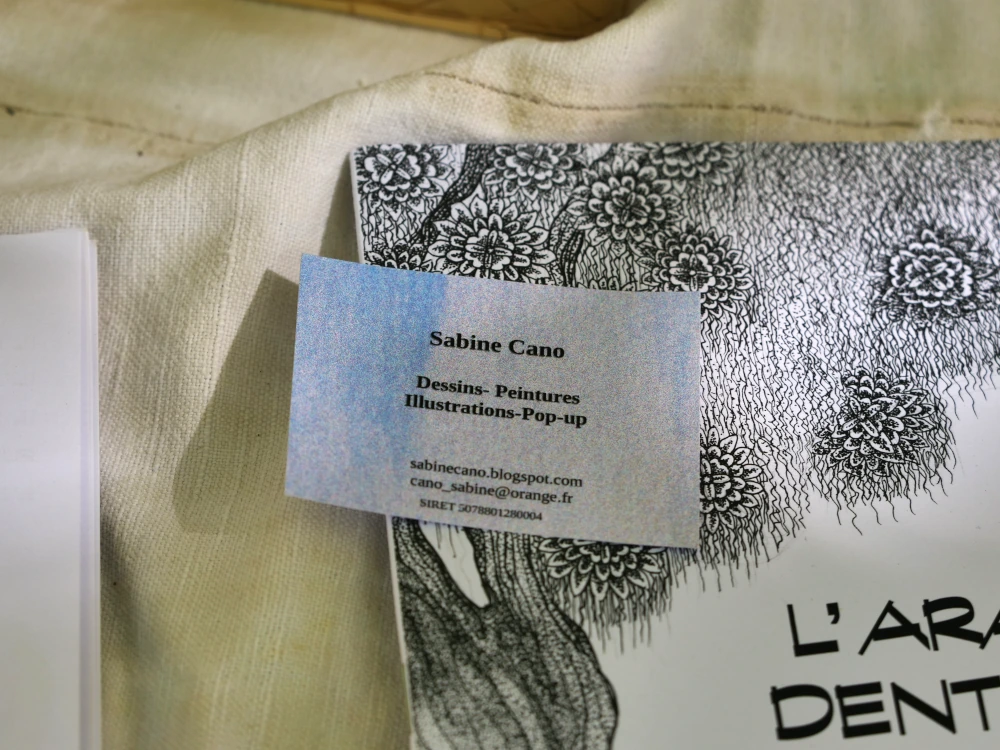 Sabine Cano
Dessins- Peintures
Illustrations-Pop-up
sabinecano.blogspot.com
cano_sabine@orange.fr
SIRET 5078801280004
L'ARA
DENT